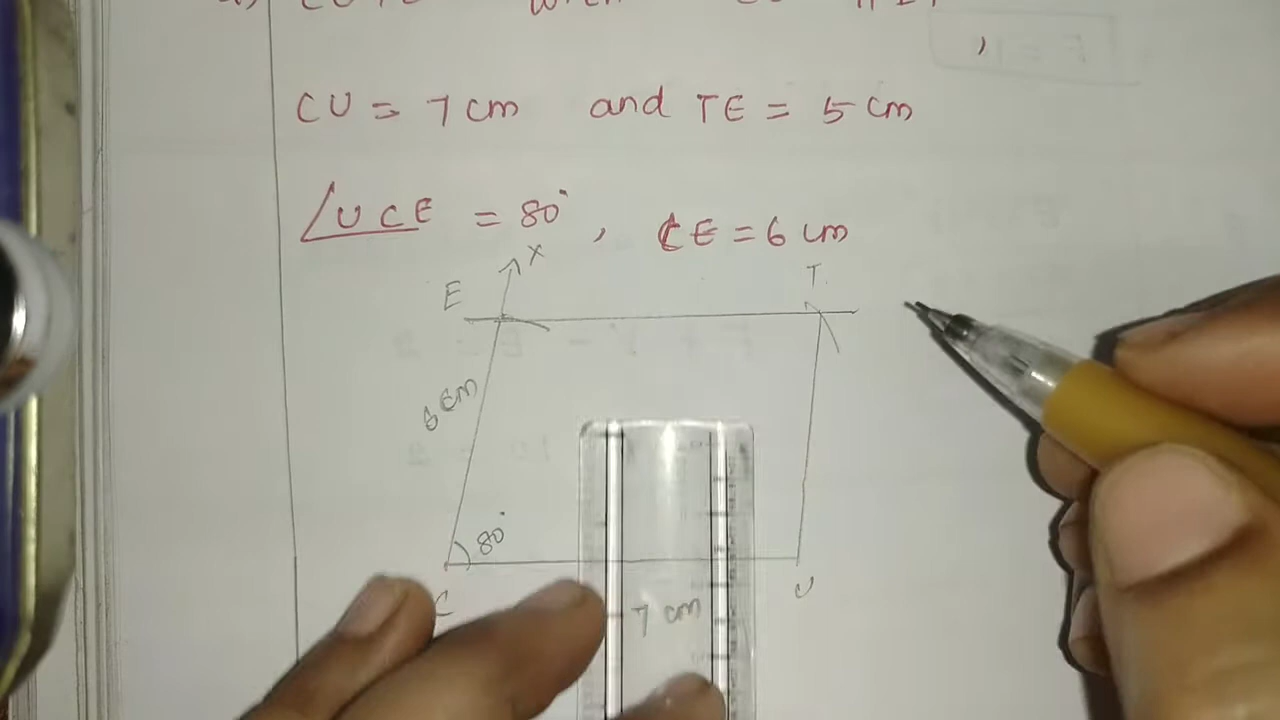 CU = 7 cm and TE = 5 cm
∠UCE = 80°, CE = 6 cm
X
E T.
6 cm
80°
C U
7 cm